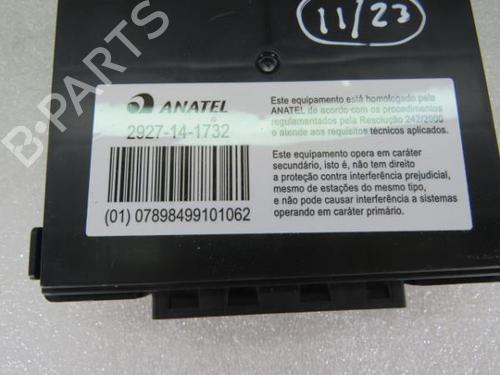 11/23
ANATEL
2927-14-1732
(01) 07898499101062
Este equipamento está homologado pela
ANATEL de acordo com os procedimentos
regulamentados pela Resolução 242/2000
e atende aos requisitos técnicos aplicados.
Este equipamento opera em caráter
secundário, isto é, não tem direito
a proteção contra interferência prejudicial,
mesmo de estações do mesmo tipo,
e não pode causar interferência a sistemas
operando em caráter primário.
B-PARTS